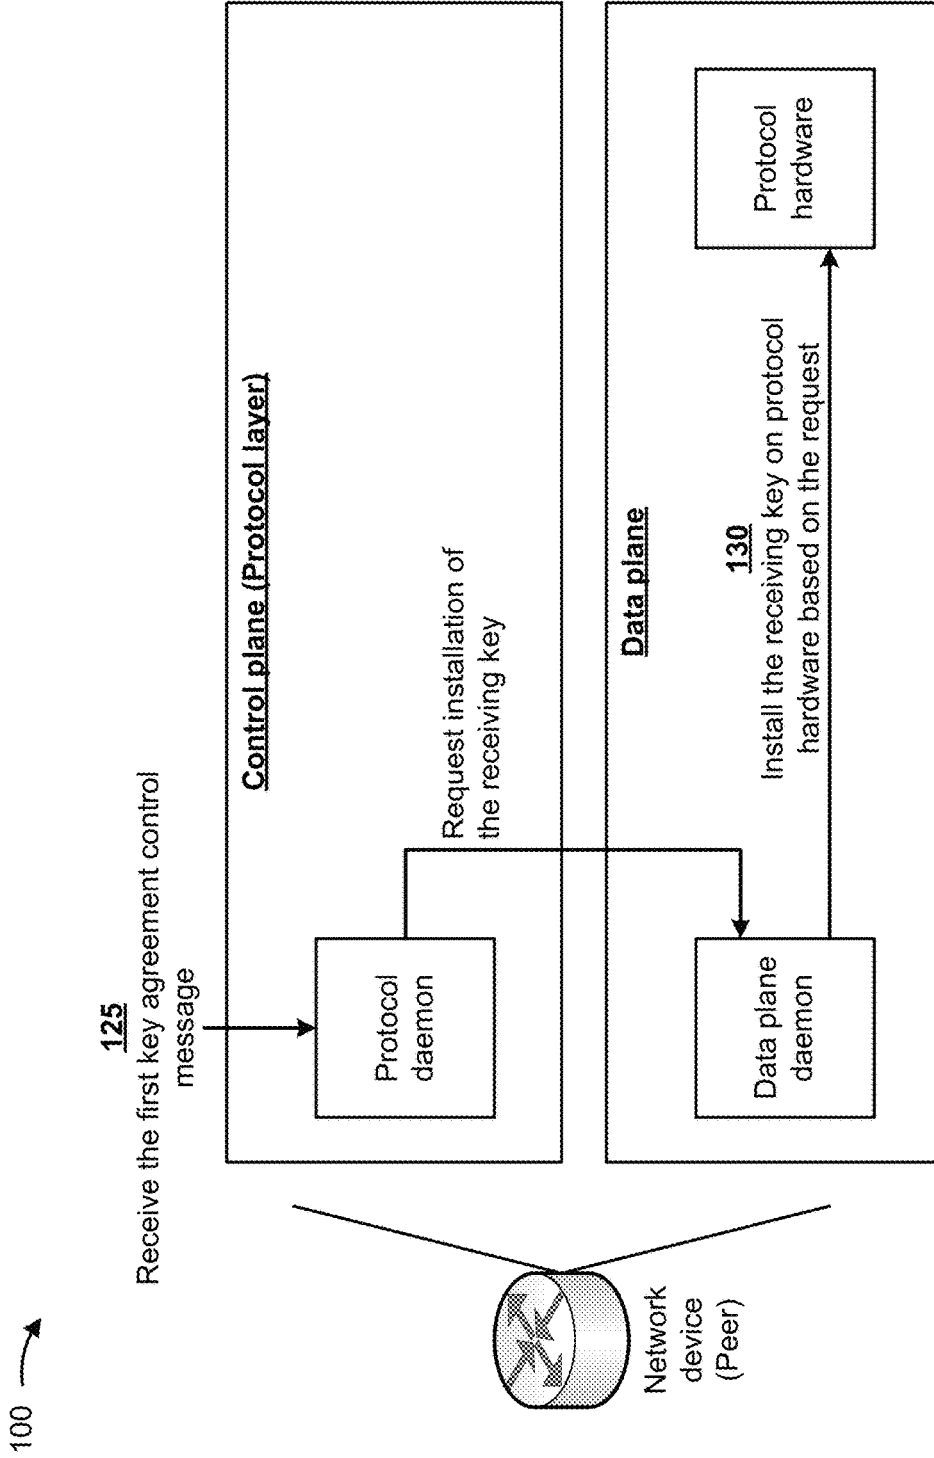 100
125
Receive the first key agreement control
message
Control plane (Protocol layer)
Protocol
daemon
Request installation of
the receiving key
Network
device
(Peer)
Data plane
Data plane
daemon
130
Install the receiving key on protocol
hardware based on the request
Protocol
hardware